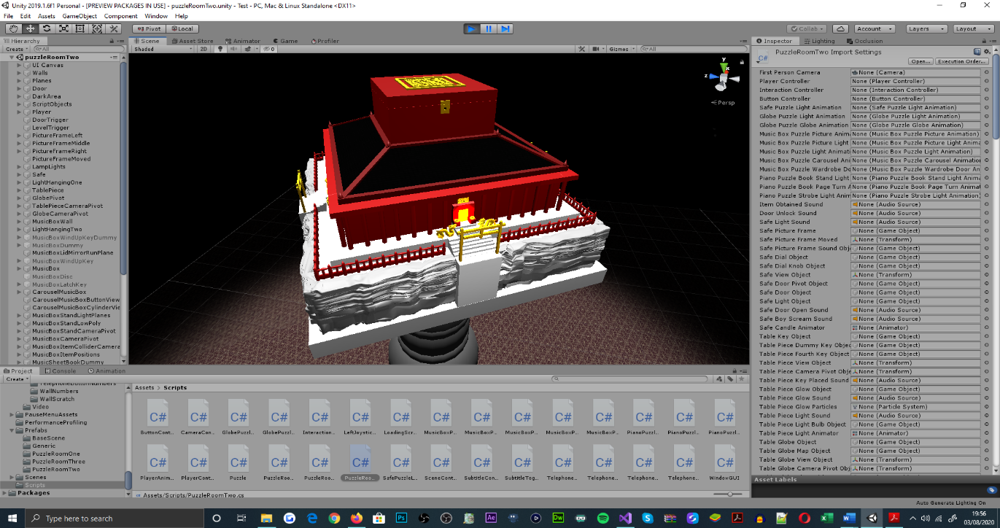 Unity 2019.1.6f1 Personal - [PREVIEW PACKAGES IN USE] - puzzleRoomTwo.unity - Test - PC, Mac & Linux Standalone <DX11>
File Edit Assets GameObject Component Window Help
Pivot Local Collab Account Layers Layout
Hierarchy
Create All
puzzleRoomTwo
UI Canvas
Walls
Planes
Door
DarkArea
ScriptObjects
Player
DoorTrigger
LevelTrigger
PictureFrameLeft
PictureFrameMiddle
PictureFrameRight
PictureFrameMoved
LampLights
Safe
LightHangingOne
TablePiece
GlobePivot
TablePieceCameraPivot
GlobeCameraPivot
MusicBoxWall
LightHangingTwo
MusicBoxWindUpKeyDummy
MusicBoxDummy
MusicBoxLidMirrorRunPlane
MusicBoxWindUpKey
MusicBox
MusicBoxDisc
MusicBoxLatchKey
CarouselMusicBox
CarouselMusicBoxButtonView
CarouselMusicBoxCylinderView
MusicBoxStandLightPlanes
MusicBoxStandLowPoly
MusicBoxStandCameraPivot
MusicBoxCameraPivot
MusicBoxItemColliderCamera
MusicBoxItemPositions
MusicSheetBookDummy
Scene Asset Store Animator Game Profiler
Shaded 2D 0 Gizmos All
y
z x
Persp
Inspector Lighting Occlusion
PuzzleRoomTwo Import Settings
C#
Open... Execution Order...
First Person Camera None (Camera)
Player Controller None (Player Controller)
Interaction Controller None (Interaction Controller)
Button Controller None (Button Controller)
Safe Puzzle Light Animation None (Safe Puzzle Light Animation)
Globe Puzzle Light Animation None (Globe Puzzle Light Animation)
Globe Puzzle Globe Animation None (Globe Puzzle Globe Animation)
Music Box Puzzle Picture Anim None (Music Box Puzzle Picture Animation)
Music Box Puzzle Picture Light None (Music Box Puzzle Picture Light Anima
Music Box Puzzle Light Animation None (Music Box Puzzle Light Animation)
Music Box Puzzle Carousel Ani None (Music Box Puzzle Carousel Animation
Music Box Puzzle Wardrobe Do None (Music Box Puzzle Wardrobe Door An
Piano Puzzle Book Stand Light None (Piano Puzzle Book Stand Light Anima
Piano Puzzle Book Page Turn A None (Piano Puzzle Book Page Turn Animat
Piano Puzzle Strobe Light Anim None (Piano Puzzle Strobe Light Animation)
Item Obtained Sound None (Audio Source)
Door Unlock Sound None (Audio Source)
Safe Light Sound None (Audio Source)
Safe Picture Frame None (Game Object)
Safe Picture Frame Moved None (Transform)
Safe Picture Frame Sound Obj None (Game Object)
Safe Dial Object None (Game Object)
Safe Dial Knob Object None (Game Object)
Safe View Object None (Transform)
Safe Door Pivot Object None (Game Object)
Safe Door Object None (Game Object)
Safe Light Object None (Game Object)
Safe Door Open Sound None (Audio Source)
Safe Boy Scream Sound None (Audio Source)
Safe Candle Animator None (Animator)
Table Key Object None (Game Object)
Table Piece Dummy Key Objec None (Game Object)
Table Piece Fourth Key Object None (Game Object)
Table Piece View Object None (Transform)
Table Piece Camera Pivot Obje None (Transform)
Table Piece Key Placed Sound None (Audio Source)
Table Piece Glow Object None (Game Object)
Table Piece Glow Sound None (Audio Source)
Table Piece Glow Particles None (Particle System)
Table Piece Light Sound None (Audio Source)
Table Piece Light Bulb Object None (Game Object)
Table Piece Light Animator None (Animator)
Table Globe Object None (Game Object)
Table Globe Map Object None (Game Object)
Table Globe View Object None (Transform)
Table Globe Camera Pivot Obj None (Transform)
Asset Labels
Project Console Animation
Create
TelephoneButtonNumbers
WallNumbers
WallScratch
Video
PauseMenuAssets
PerformanceProfiling
Prefabs
BaseScene
Generic
PuzzleRoomOne
PuzzleRoomThree
PuzzleRoomTwo
Scenes
Scripts
Packages
Assets > Scripts
C# C# C# C# C# C# C# C# C# C# C# C# C# C# C#
ButtonCont... CameraCon... GlobePuzzl... GlobePuzzl... Interaction... LeftJoystic... LoadingScr... MusicBoxP... MusicBoxP... MusicBoxP... MusicBoxP... MusicBoxP... PianoPuzzl... PianoPuzzl... PianoPuzzl...
C# C# C# C# C# C# C# C# C# C# C# C# C# C# C#
PlayerAnim... PlayerCont... Puzzle PuzzleRoo... PuzzleRoo... PuzzleRoo... SafePuzzleL... SceneCont... SubtitleCon... SubtitleTog... Telephone... Telephone... Telephone... Telephone... WindowGUI
Assets/Scripts/PuzzleRoomTwo.cs
Auto Generate Lighting On
Type here to search
Ps Ae Dw
19:56
03/08/2020